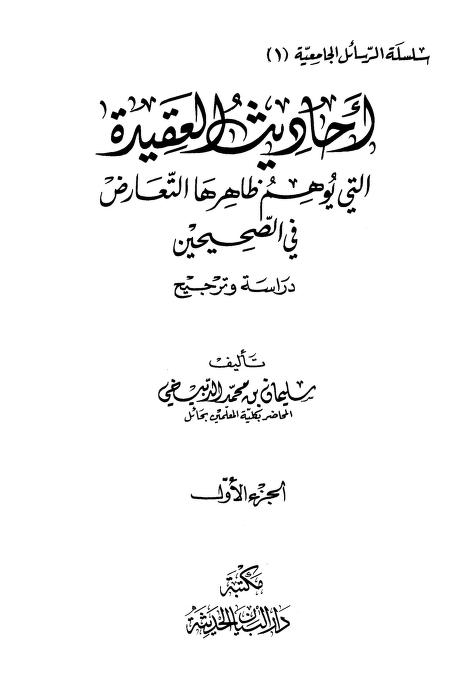 سلسلة الرسائل الجامعية (١)
أحاديث العقيدة
التي يوهم ظاهرها التعارض
في الصحيحين
دراسة وترجيح
تأليف
سليمان بن محمد الدبيخي
المحاضر بكلية المعلمين بحائل
الجزء الأول
مكتبة
دار البيان الحديثة